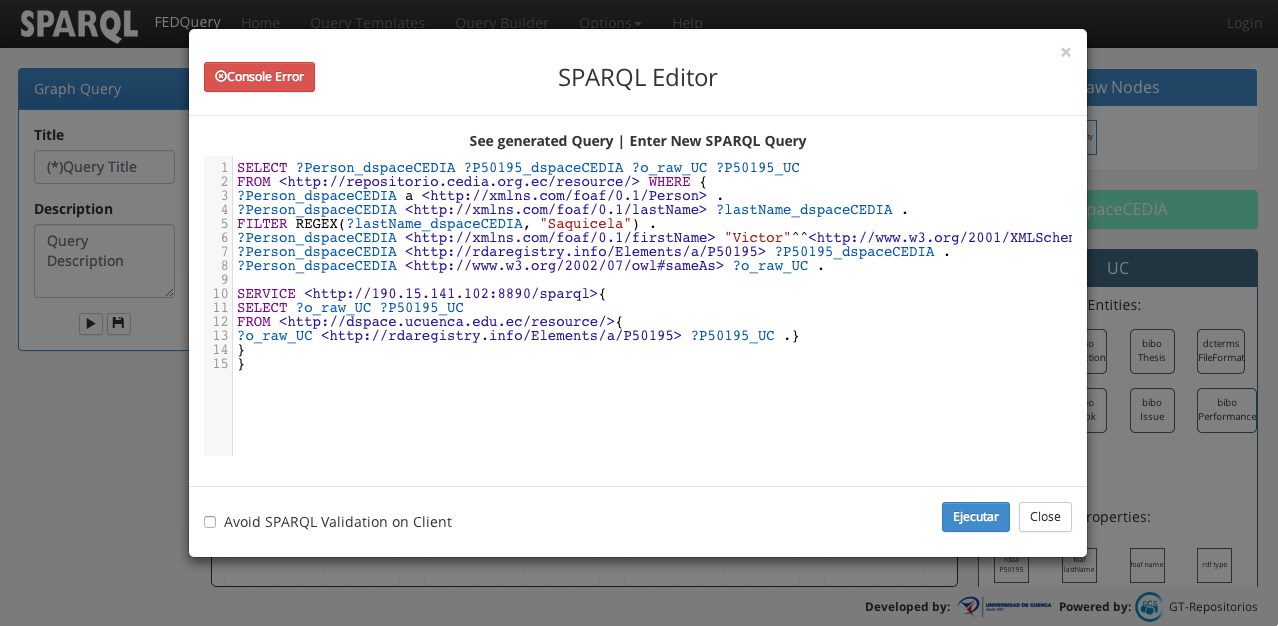 SPARQL FEDQuery Home Query Templates Query Builder Options Help Login
×
Console Error
SPARQL Editor
Graph Query
Title
(*)Query Title
Description
Query
Description
See generated Query | Enter New SPARQL Query
1 SELECT ?Person_dspaceCEDIA ?P50195_dspaceCEDIA ?o_raw_UC ?P50195_UC
2 FROM <http://repositorio.cedia.org.ec/resource/> WHERE {
3 ?Person_dspaceCEDIA a <http://xmlns.com/foaf/0.1/Person> .
4 ?Person_dspaceCEDIA <http://xmlns.com/foaf/0.1/lastName> ?lastName_dspaceCEDIA .
5 FILTER REGEX(?lastName_dspaceCEDIA, "Saquicela") .
6 ?Person_dspaceCEDIA <http://xmlns.com/foaf/0.1/firstName> "Victor"^^<http://www.w3.org/2001/XMLSchem
7 ?Person_dspaceCEDIA <http://rdaregistry.info/Elements/a/P50195> ?P50195_dspaceCEDIA .
8 ?Person_dspaceCEDIA <http://www.w3.org/2002/07/owl#sameAs> ?o_raw_UC .
9
10 SERVICE <http://190.15.141.102:8890/sparql>{
11 SELECT ?o_raw_UC ?P50195_UC
12 FROM <http://dspace.ucuenca.edu.ec/resource/>{
13 ?o_raw_UC <http://rdaregistry.info/Elements/a/P50195> ?P50195_UC .}
14 }
15 }
Avoid SPARQL Validation on Client
Ejecutar Close
aw Nodes
paceCEDIA
UC
Entities:
bibo
Thesis
dcterms
FileFormat
bibo
Issue
bibo
Performance
roperties:
rdaa
P50195
foaf
lastName
foaf name
rdf type
Developed by: UNIVERSIDAD DE CUENCA Powered by: GT-Repositorios